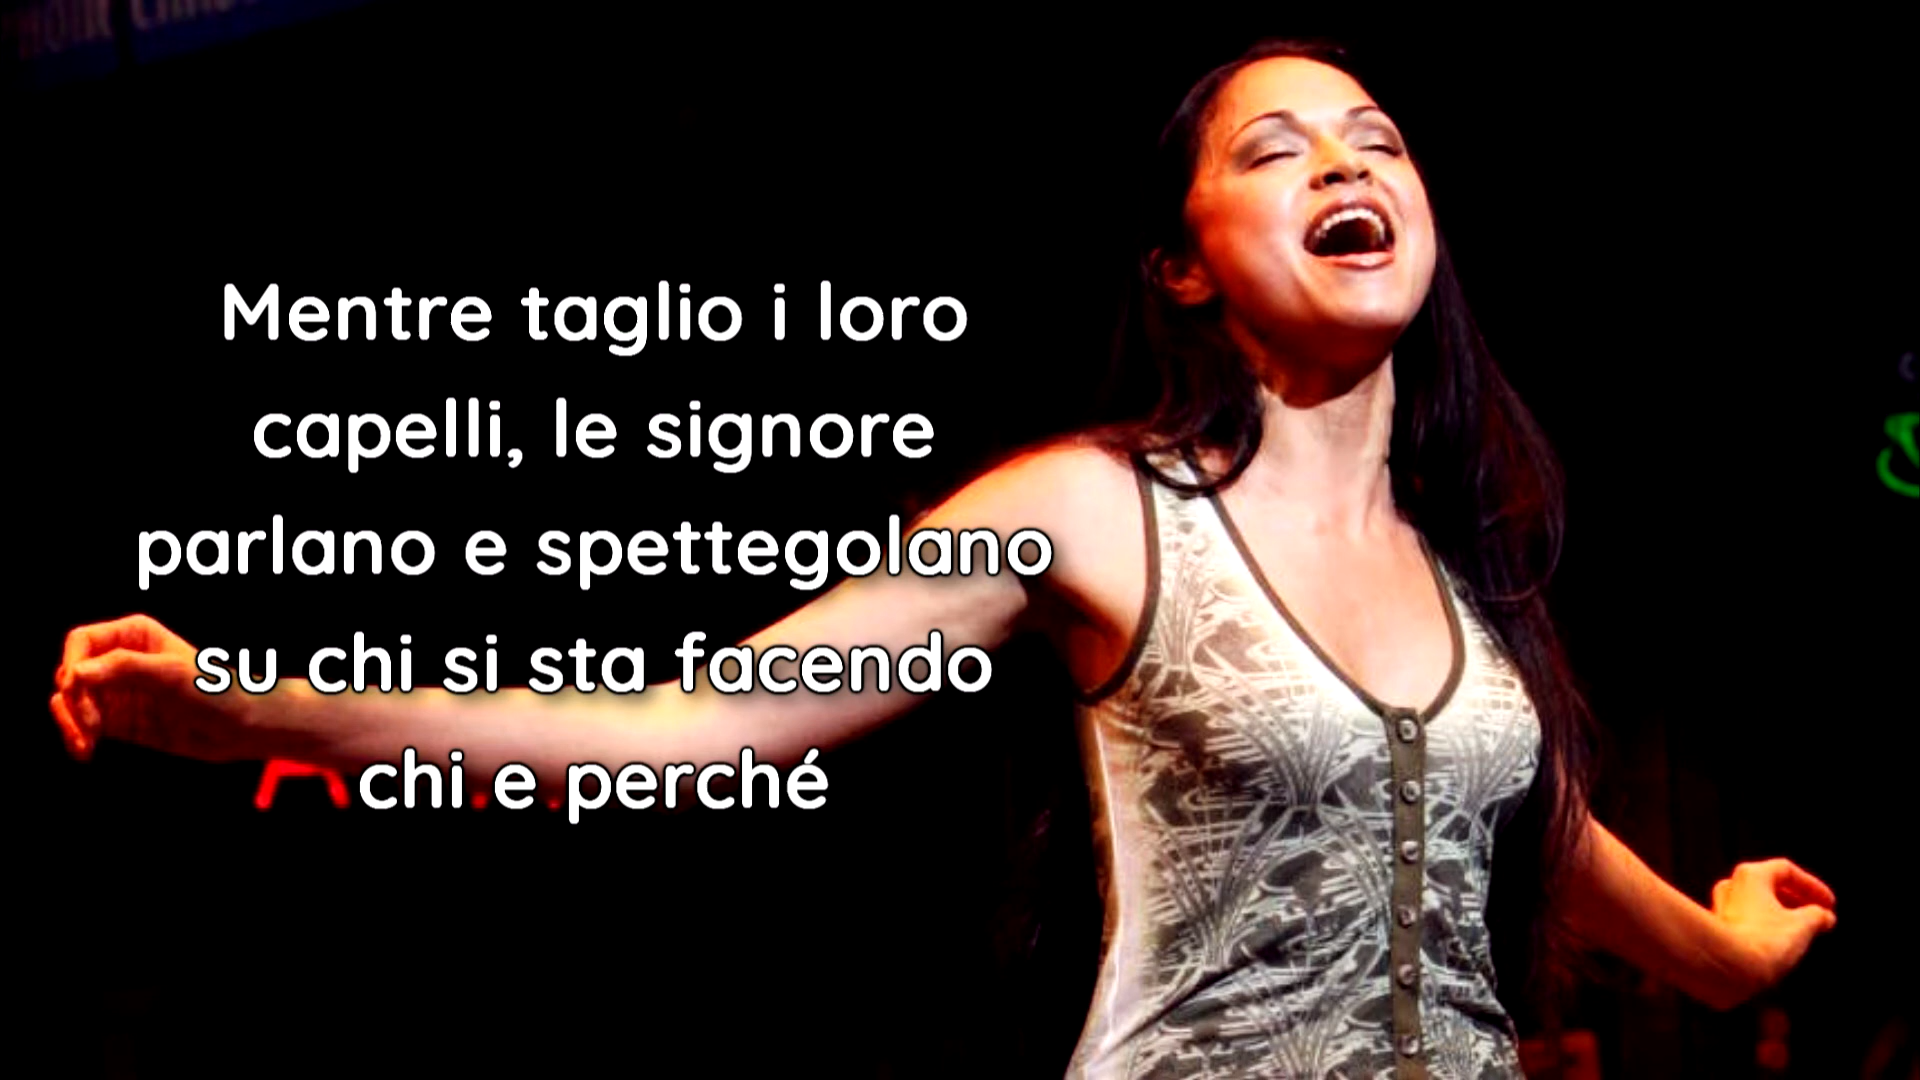 Mentre taglio i loro
capelli, le signore
parlano e spettegolano
su chi si sta facendo
chi e perché